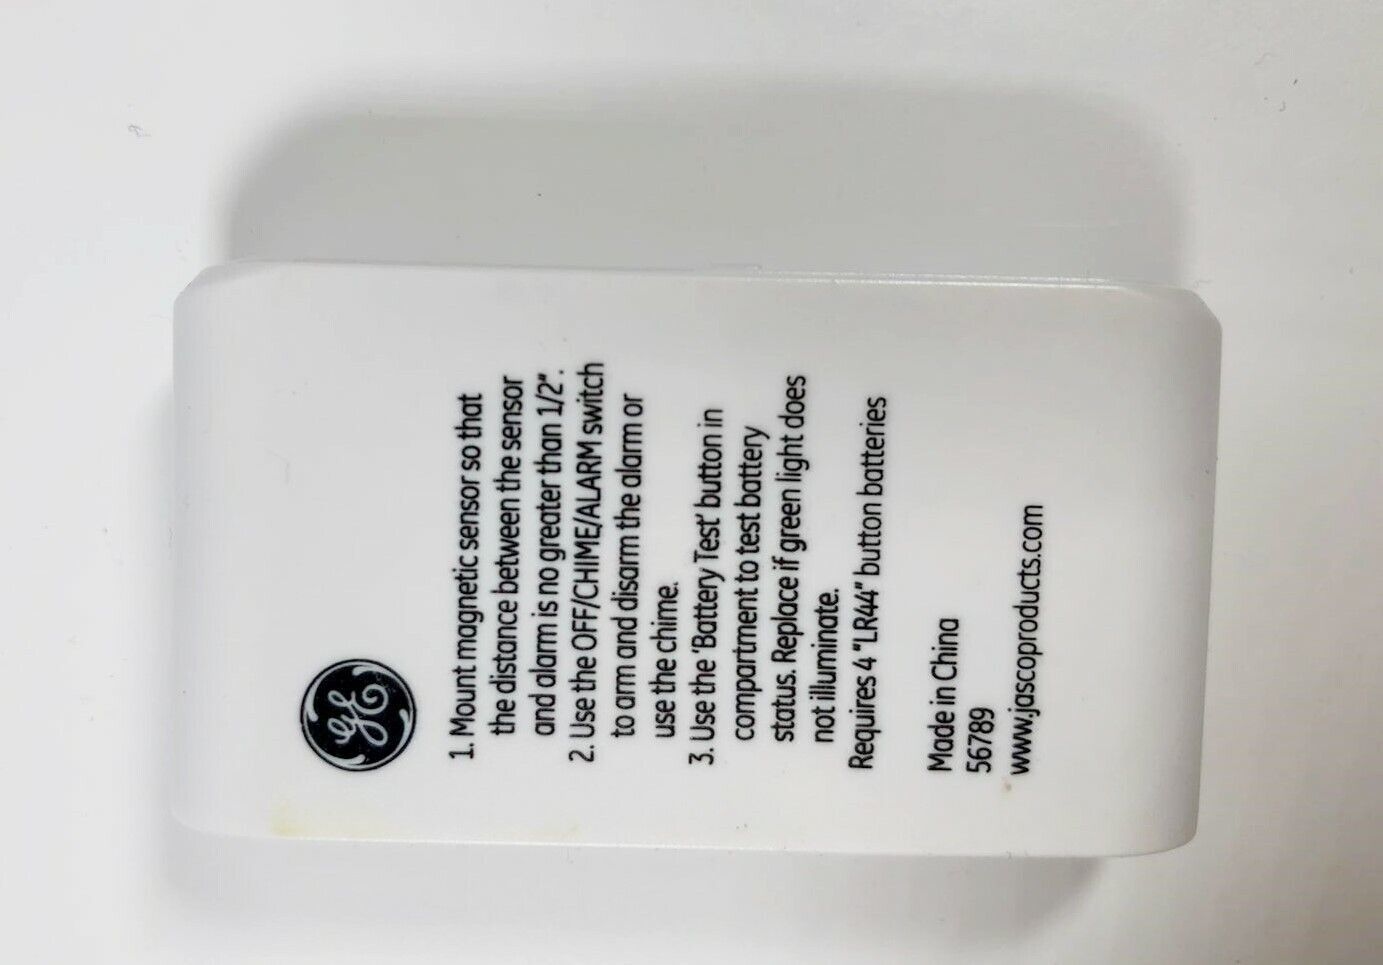 GE
1. Mount magnetic sensor so that
the distance between the sensor
and alarm is no greater than 1/2".
2. Use the OFF/CHIME/ALARM switch
to arm and disarm the alarm or
use the chime.
3. Use the 'Battery Test' button in
compartment to test battery
status. Replace if green light does
not illuminate.
Requires 4 "LR44" button batteries
Made in China
56789
www.jascoproducts.com